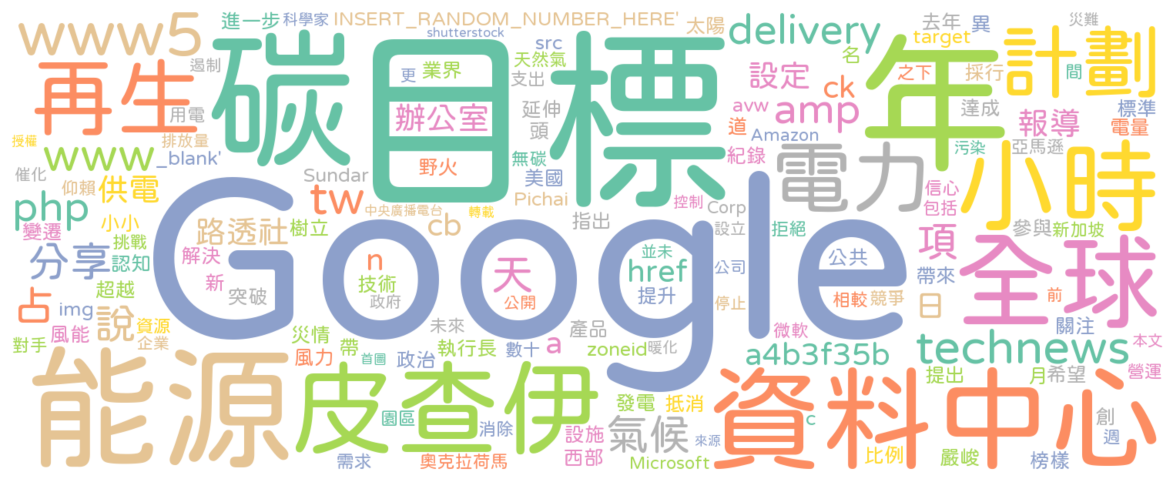 www5
進一步
科學家
INSERT_RANDOM_NUMBER_HERE'
shutterstock
太陽
delivery
去年
異
災難
target
計劃
遏制
碳
目標
年
再生
更
業界
天然氣
src
名
支出
設定
ck
之下
採行
間
用電
辦公室
延伸
amp
avw
達成
標準
頭
道
報導
電量
授權
排放量
www
_blank'
野火
無碳
紀錄
Amazon
電力
污染
亞馬遜
小時
催化
仰賴
供電
Sundar
tw
美國
Pichai
控制
信心
包括
php
小小
中央廣播電台
轉載
cb
指出
Corp
設立
拒絕
項
參與
新加坡
變遷
挑戰
路透社
樹立
Google
並未
分享
認知
解決
n
天
href
公司
公共
帶來
全球
新
技術
超越
突破
政府
公開
提升
停止
相較
競爭
日
前
占
img
說
資源
企業
微軟
關注
風能
對手
災情
帶
未來
產品
a
zoneid
暖化
a4b3f35b
technews
本文
風力
首圖
政治
執行長
數十
提出
月
希望
營運
能源
皮查伊
發電
抵消
資料中心
園區
消除
設施
氣候
來源
c
創
週
需求
奧克拉荷馬
西部
Microsoft
比例
嚴峻
榜樣